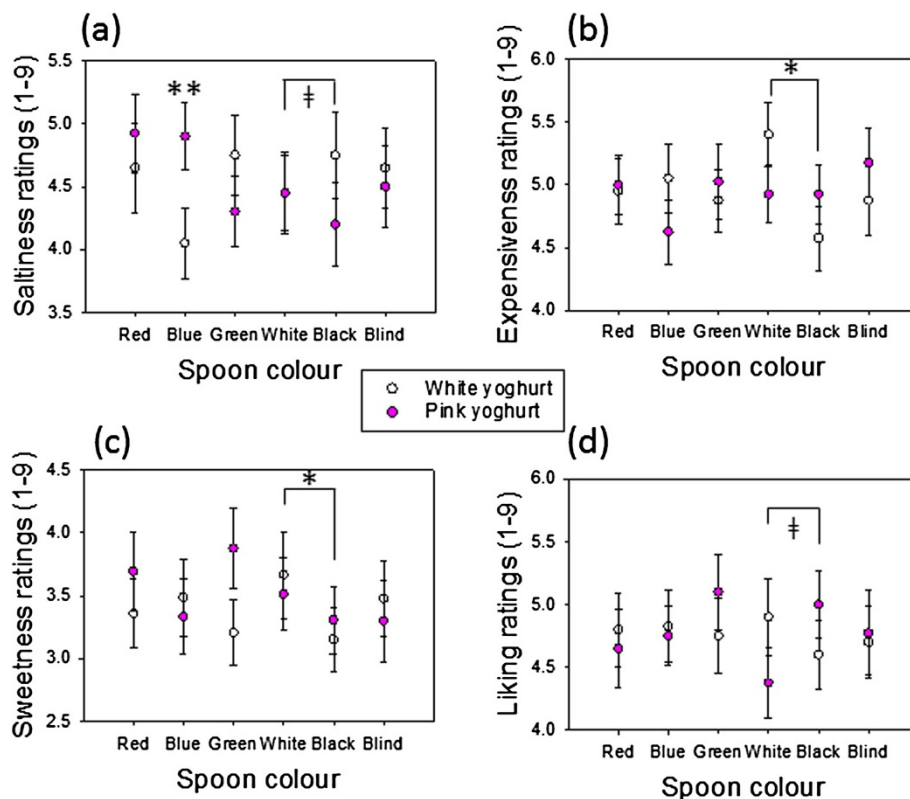 (a)
Saltiness ratings (1-9)
5.5
5.0
4.5
4.0
3.5
**
ǂ
Red Blue Green White Black Blind
Spoon colour
(b)
Expensivenss ratings (1-9)
6.0
5.5
5.0
4.5
4.0
*
Red Blue Green White Black Blind
Spoon colour
White yoghurt
Pink yoghurt
(c)
Sweetness ratings (1-9)
4.5
4.0
3.5
3.0
2.5
*
Red Blue Green White Black Blind
Spoon colour
(d)
Liking ratings (1-9)
6.0
5.5
5.0
4.5
4.0
ǂ
Red Blue Green White Black Blind
Spoon colour